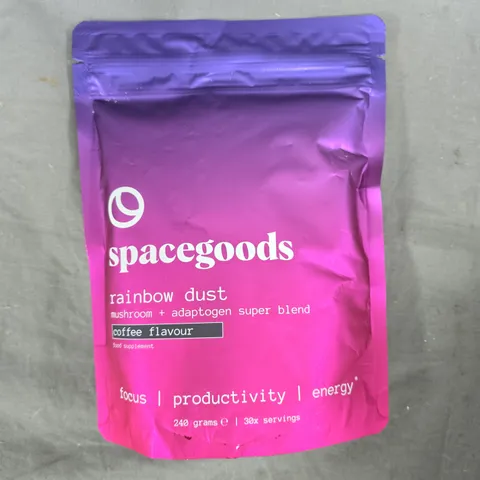 spacegoods
rainbow dust
mushroom + adaptogen super blend
coffee flavour
food supplement
focus | productivity | energy*
240 grams ℮ | 30x servings